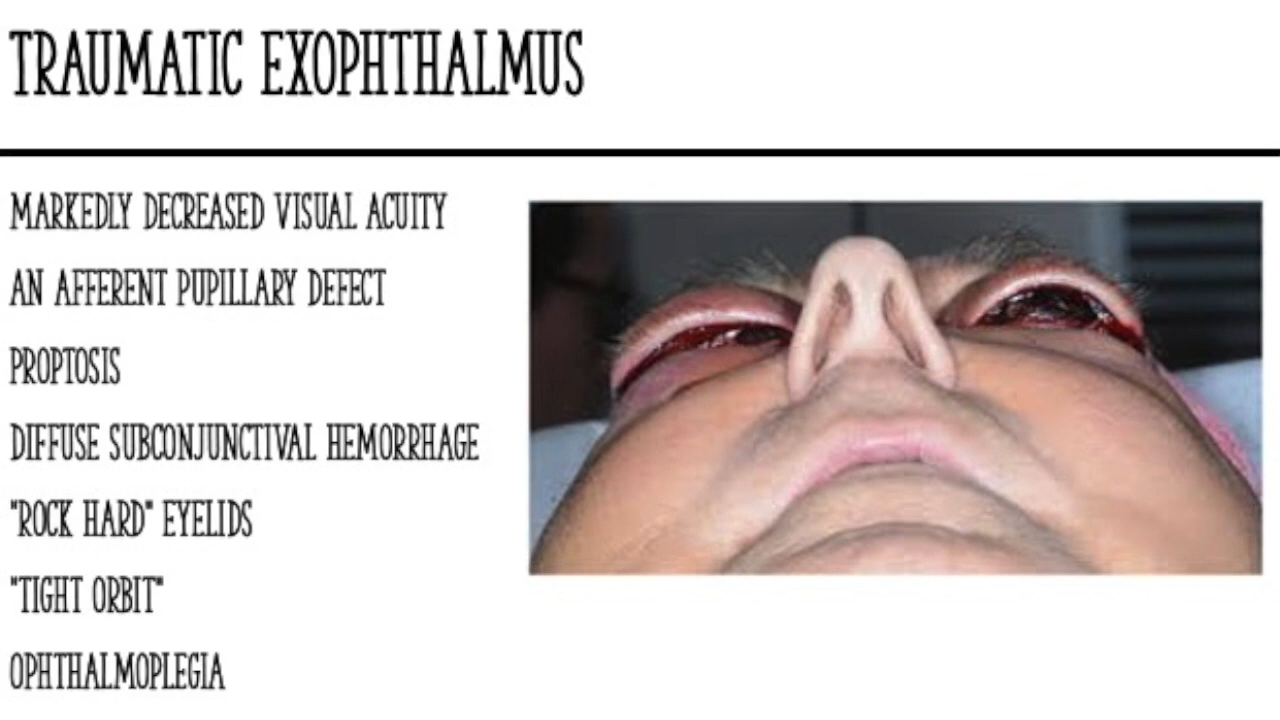 TRAUMATIC EXOPHTHALMUS
MARKEDLY DECREASED VISUAL ACUITY
AN AFFERENT PUPILLARY DEFECT
PROPTOSIS
DIFFUSE SUBCONJUNCTIVAL HEMORRHAGE
"ROCK HARD" EYELIDS
"TIGHT ORBIT"
OPHTHALMOPLEGIA